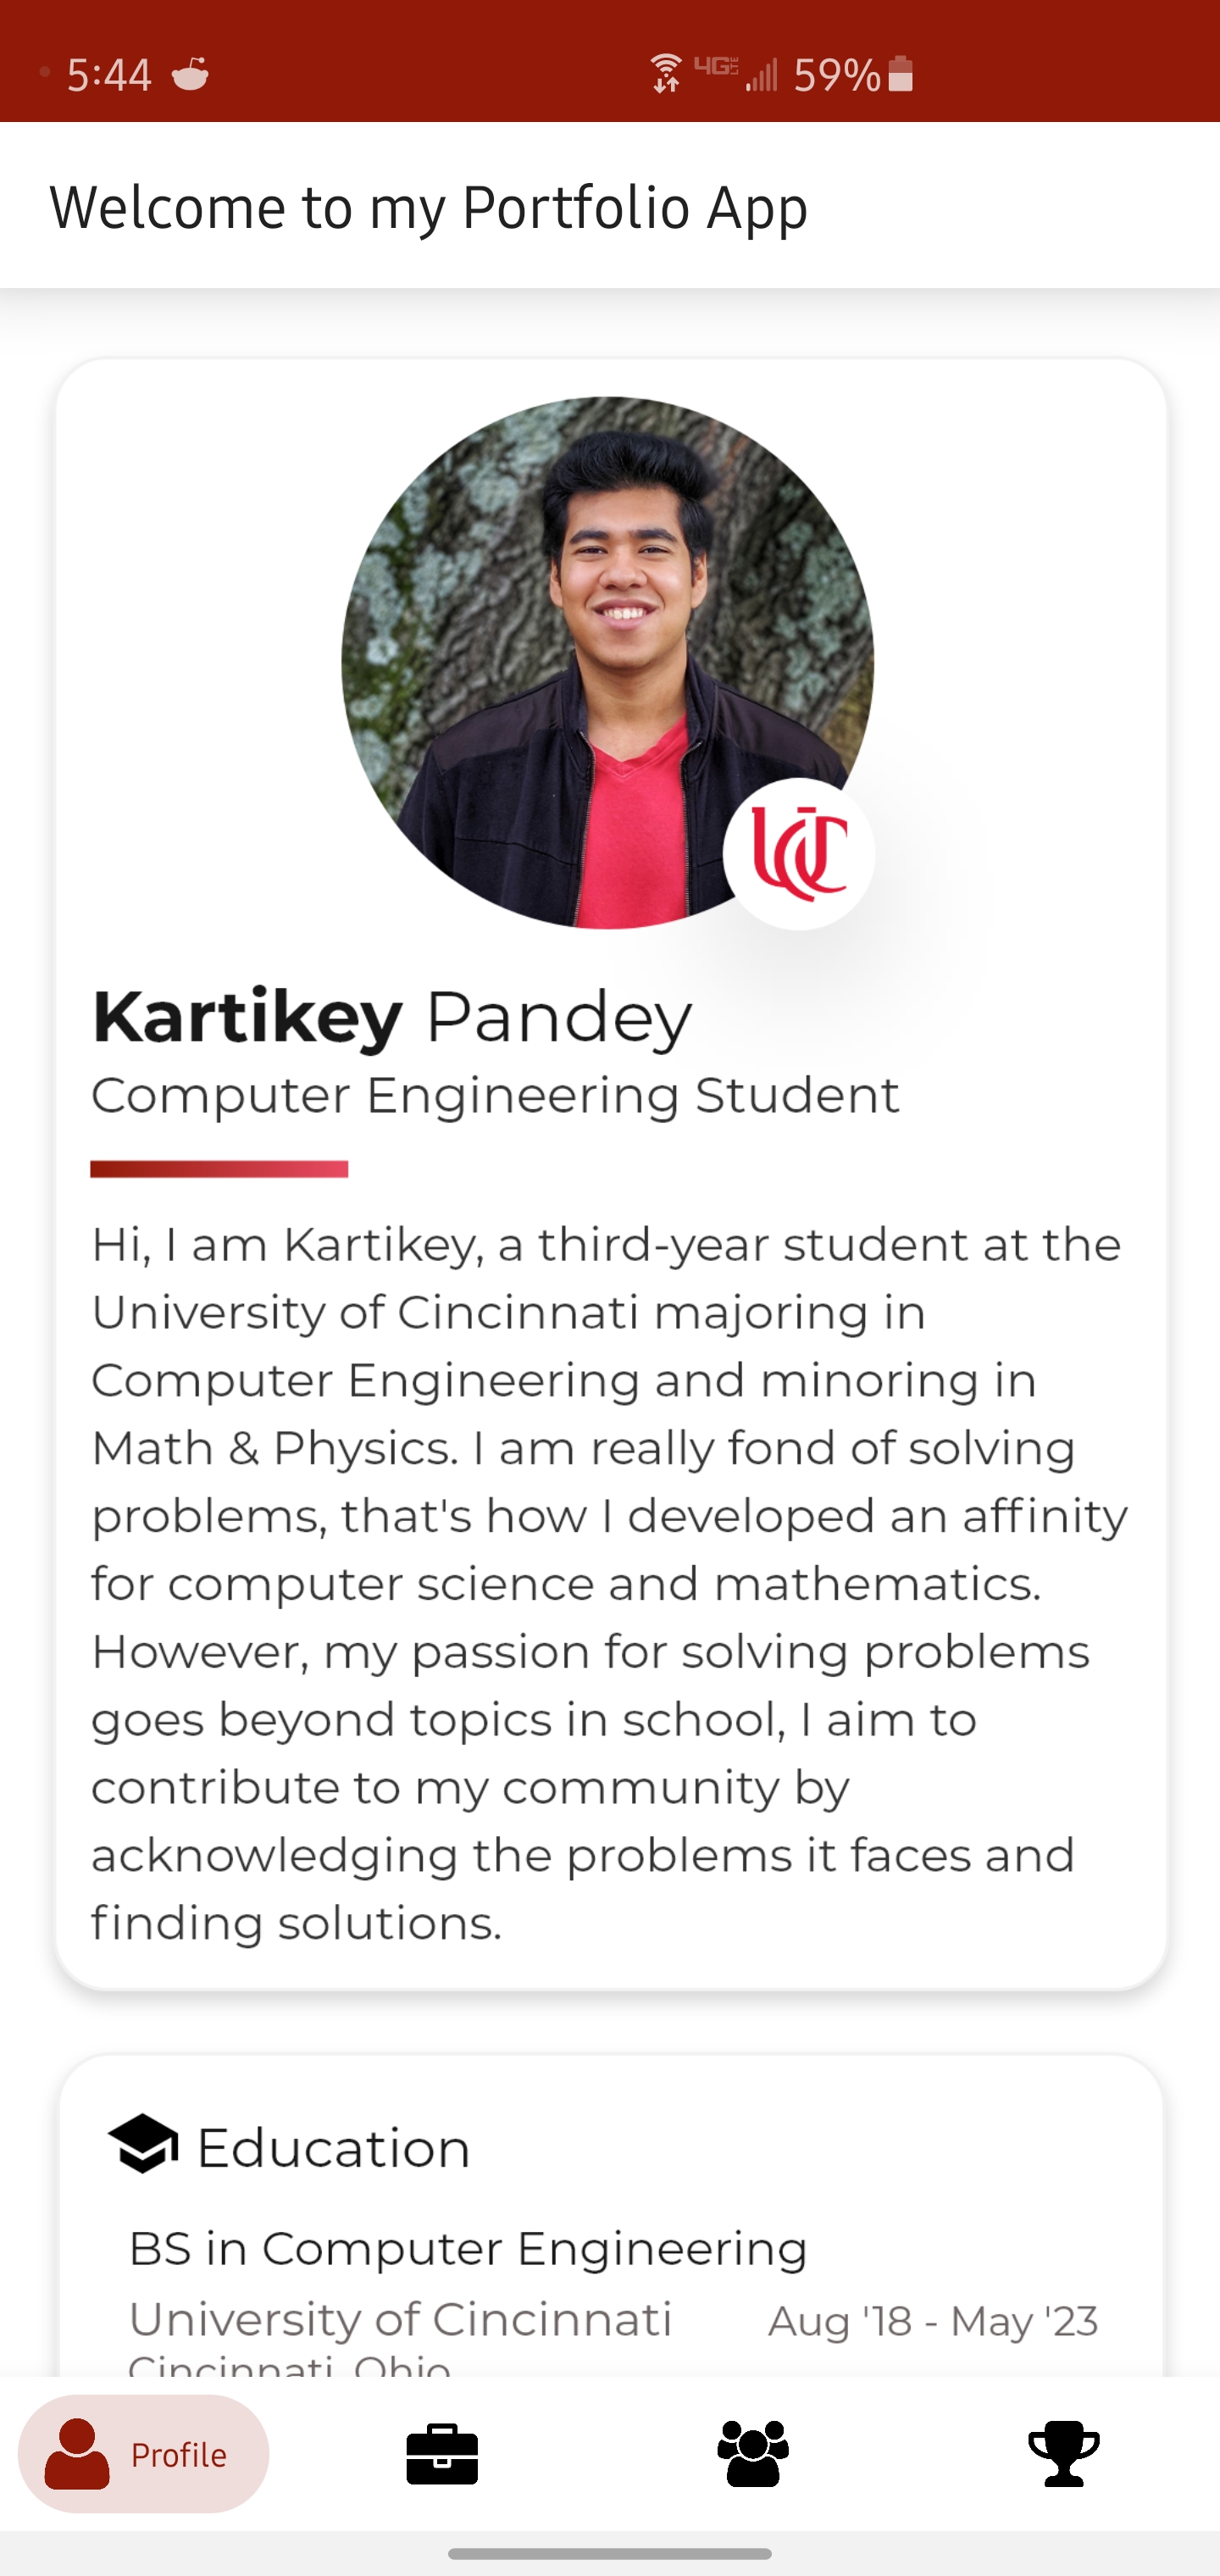 5:44 4G LTE 59%
Welcome to my Portfolio App
UC
Kartikey Pandey
Computer Engineering Student
Hi, I am Kartikey, a third-year student at the
University of Cincinnati majoring in
Computer Engineering and minoring in
Math & Physics. I am really fond of solving
problems, that's how I developed an affinity
for computer science and mathematics.
However, my passion for solving problems
goes beyond topics in school, I aim to
contribute to my community by
acknowledging the problems it faces and
finding solutions.
Education
BS in Computer Engineering
University of Cincinnati Aug '18 - May '23
Cincinnati, Ohio
Profile